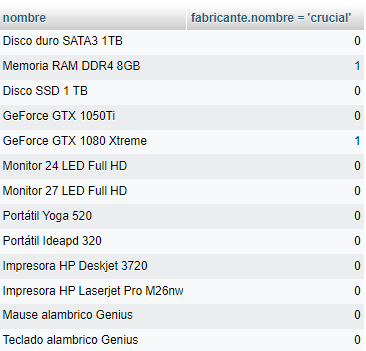 nombre fabricante.nombre = 'crucial'
Disco duro SATA3 1TB 0
Memoria RAM DDR4 8GB 1
Disco SSD 1 TB 0
GeForce GTX 1050Ti 0
GeForce GTX 1080 Xtreme 1
Monitor 24 LED Full HD 0
Monitor 27 LED Full HD 0
Portátil Yoga 520 0
Portátil Ideapd 320 0
Impresora HP Deskjet 3720 0
Impresora HP Laserjet Pro M26nw 0
Mause alambrico Genius 0
Teclado alambrico Genius 0